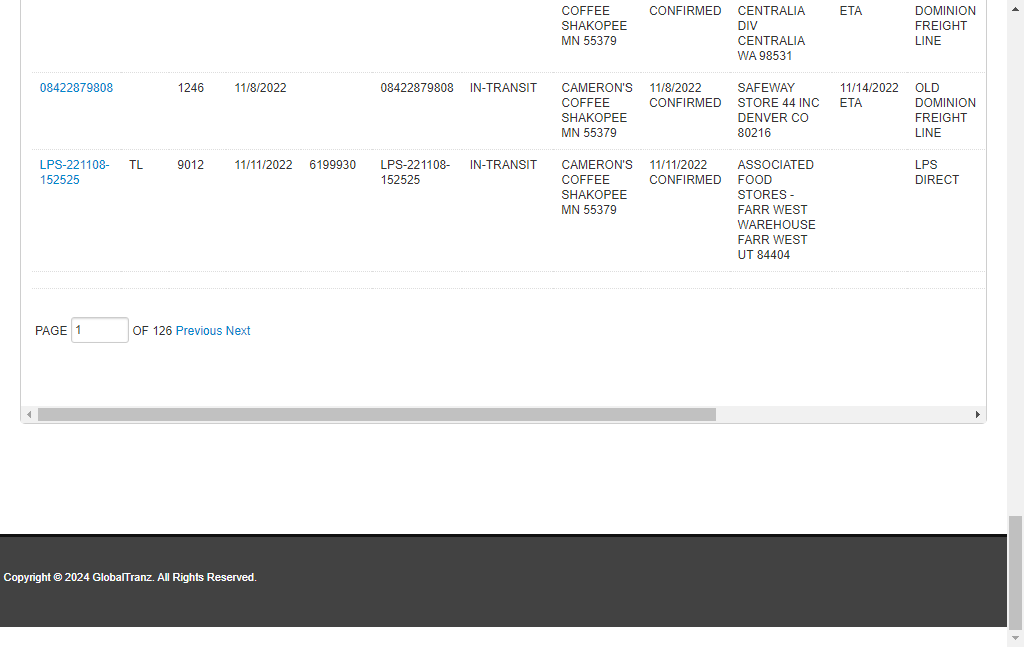 COFFEE CONFIRMED CENTRALIA ETA DOMINION
SHAKOPEE DIV FREIGHT
MN 55379 CENTRALIA LINE
WA 98531
08422879808 1246 11/8/2022 08422879808 IN-TRANSIT CAMERON'S 11/8/2022 SAFEWAY 11/14/2022 OLD
COFFEE CONFIRMED STORE 44 INC ETA DOMINION
SHAKOPEE DENVER CO FREIGHT
MN 55379 80216 LINE
LPS-221108- TL 9012 11/11/2022 6199930 LPS-221108- IN-TRANSIT CAMERON'S 11/11/2022 ASSOCIATED LPS
152525 152525 COFFEE CONFIRMED FOOD DIRECT
SHAKOPEE STORES -
MN 55379 FARR WEST
WAREHOUSE
FARR WEST
UT 84404
PAGE 1 OF 126 Previous Next
Copyright © 2024 GlobalTranz. All Rights Reserved.